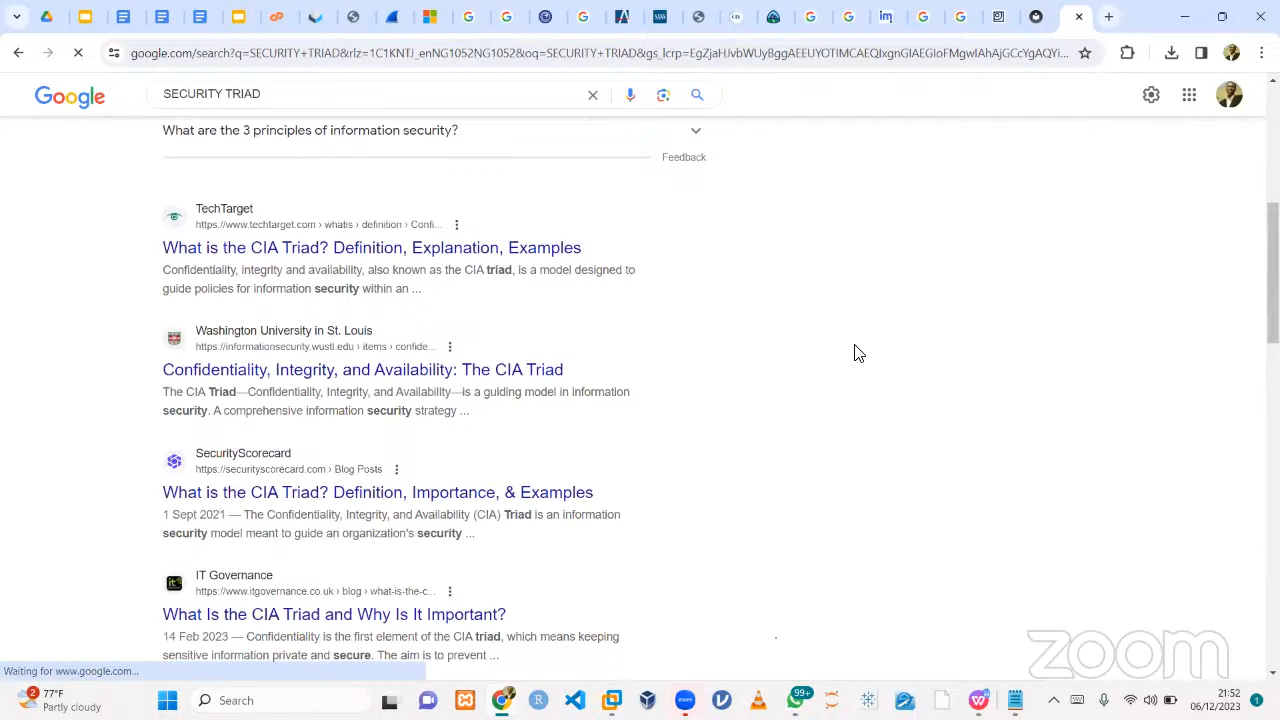 google.com/search?q=SECURITY+TRIAD&rlz=1C1KNTJ_enNG1052NG1052&oq=SECURITY+TRIAD&gs_lcrp=EgZjaHJvbWUyBggAEEUYOTIMCAEQIxgnGIAEGIoFMgwIAhAjGCcYgAQYi...
Google
SECURITY TRIAD
What are the 3 principles of information security?
Feedback
TechTarget
https://www.techtarget.com › whatis › definition › Confi...
What is the CIA Triad? Definition, Explanation, Examples
Confidentiality, integrity and availability, also known as the CIA triad, is a model designed to
guide policies for information security within an ...
Washington University in St. Louis
https://informationsecurity.wustl.edu › items › confide...
Confidentiality, Integrity, and Availability: The CIA Triad
The CIA Triad—Confidentiality, Integrity, and Availability—is a guiding model in information
security. A comprehensive information security strategy ...
SecurityScorecard
https://securityscorecard.com › Blog Posts
What is the CIA Triad? Definition, Importance, & Examples
1 Sept 2021 — The Confidentiality, Integrity, and Availability (CIA) Triad is an information
security model meant to guide an organization's security ...
IT Governance
https://www.itgovernance.co.uk › blog › what-is-the-c...
What Is the CIA Triad and Why Is It Important?
14 Feb 2023 — Confidentiality is the first element of the CIA triad, which means keeping
sensitive information private and secure. The aim is to prevent ...
zoom
Waiting for www.google.com...
2
77°F
Partly cloudy
Search
99+
21:52
06/12/2023
1